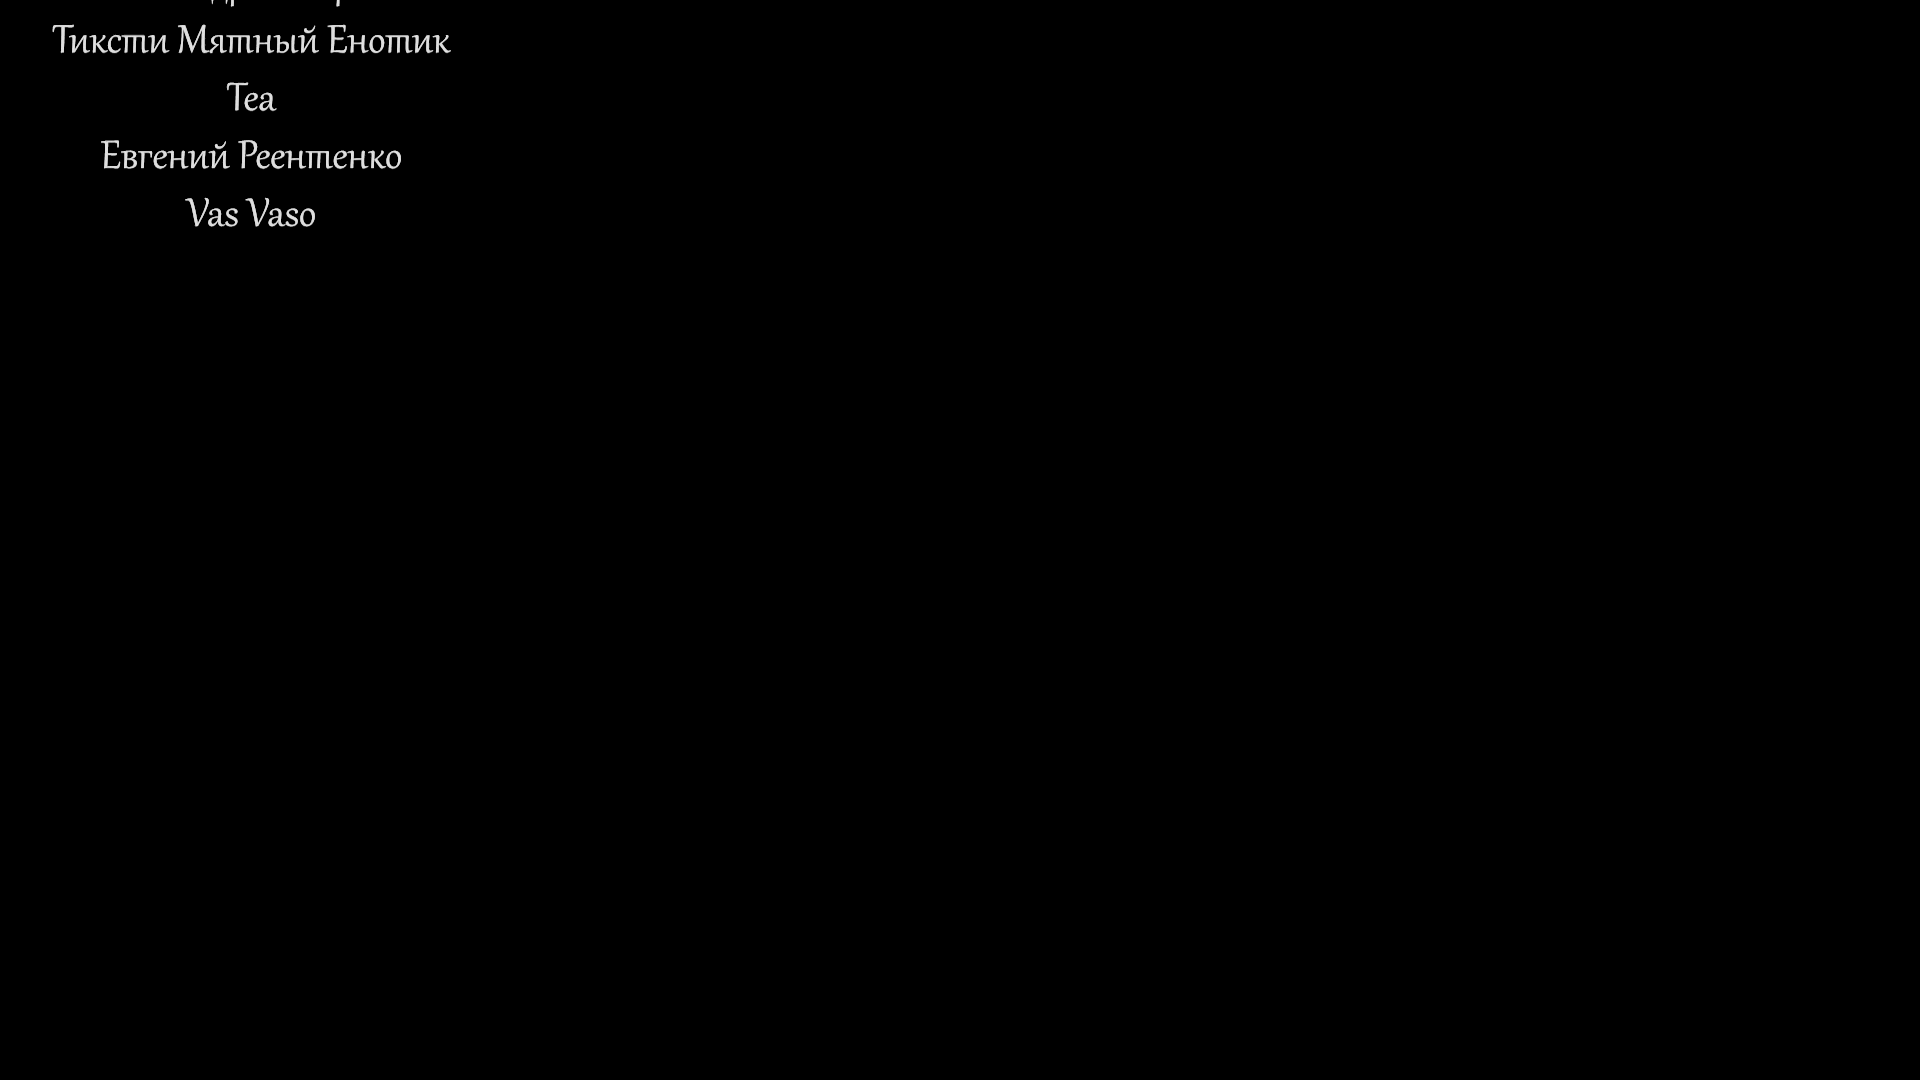 Тиксти Мятный Енотик
Tea
Евгений Реентенко
Vas Vaso